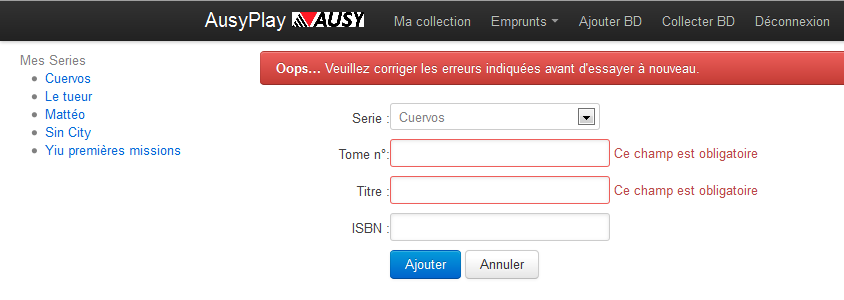 AusyPlay AUSY Ma collection Emprunts Ajouter BD Collecter BD Déconnexion
Mes Series
Cuervos
Le tueur
Mattéo
Sin City
Yiu premières missions
Oops... Veuillez corriger les erreurs indiquées avant d'essayer à nouveau.
Serie : Cuervos
Tome n°: Ce champ est obligatoire
Titre : Ce champ est obligatoire
ISBN :
Ajouter Annuler